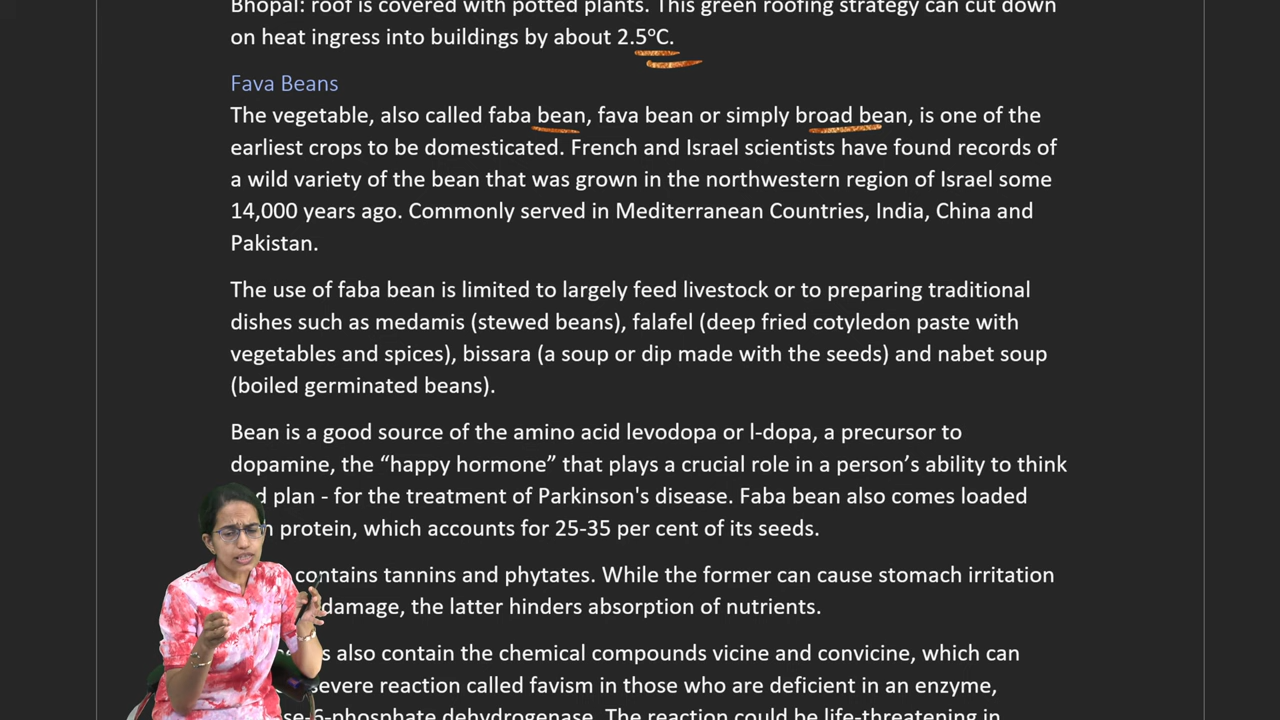 Bhopal: roof is covered with potted plants. This green roofing strategy can cut down
on heat ingress into buildings by about 2.5°C.
Fava Beans
The vegetable, also called faba bean, fava bean or simply broad bean, is one of the
earliest crops to be domesticated. French and Israel scientists have found records of
a wild variety of the bean that was grown in the northwestern region of Israel some
14,000 years ago. Commonly served in Mediterranean Countries, India, China and
Pakistan.
The use of faba bean is limited to largely feed livestock or to preparing traditional
dishes such as medamis (stewed beans), falafel (deep fried cotyledon paste with
vegetables and spices), bissara (a soup or dip made with the seeds) and nabet soup
(boiled germinated beans).
Bean is a good source of the amino acid levodopa or l-dopa, a precursor to
dopamine, the “happy hormone” that plays a crucial role in a person’s ability to think
plan - for the treatment of Parkinson's disease. Faba bean also comes loaded
protein, which accounts for 25-35 per cent of its seeds.
contains tannins and phytates. While the former can cause stomach irritation
damage, the latter hinders absorption of nutrients.
also contain the chemical compounds vicine and convicine, which can
severe reaction called favism in those who are deficient in an enzyme,
-6-phosphate dehydrogenase. The reaction could be life-threatening in